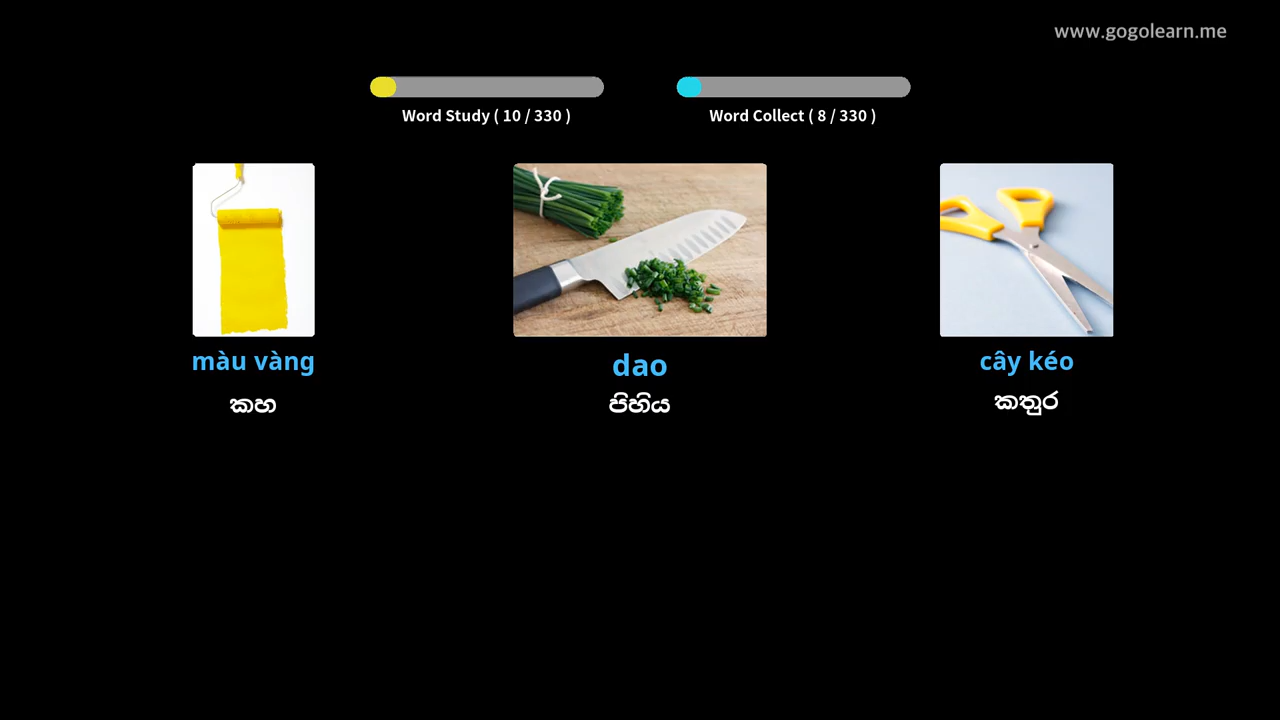 www.gogolearn.me
Word Study ( 10 / 330 )
Word Collect ( 8 / 330 )
màu vàng
dao
cây kéo
කහ
පිහිය
කතුර